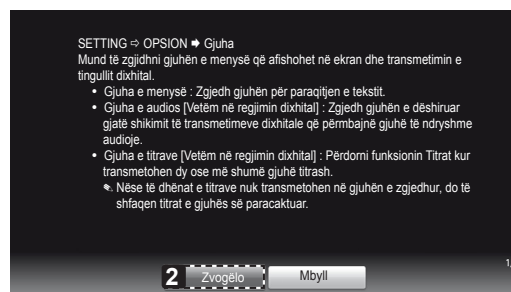 SETTING ⇨ OPSION ➡ Gjuha
Mund të zgjidhni gjuhën e menysë që afishohet në ekran dhe transmetimin e
tingullit dixhital.
• Gjuha e menysë : Zgjedh gjuhën për paraqitjen e tekstit.
• Gjuha e audios [Vetëm në regjimin dixhital] : Zgjedh gjuhën e dëshiruar
gjatë shikimit të transmetimeve dixhitale që përmbajnë gjuhë të ndryshme
audioje.
• Gjuha e titrave [Vetëm në regjimin dixhital] : Përdorni funksionin Titrat kur
transmetohen dy ose më shumë gjuhë titrash.
✎ Nëse të dhënat e titrave nuk transmetohen në gjuhën e zgjedhur, do të
shfaqen titrat e gjuhës së paracaktuar.
1,
2 Zvogëlo Mbyll